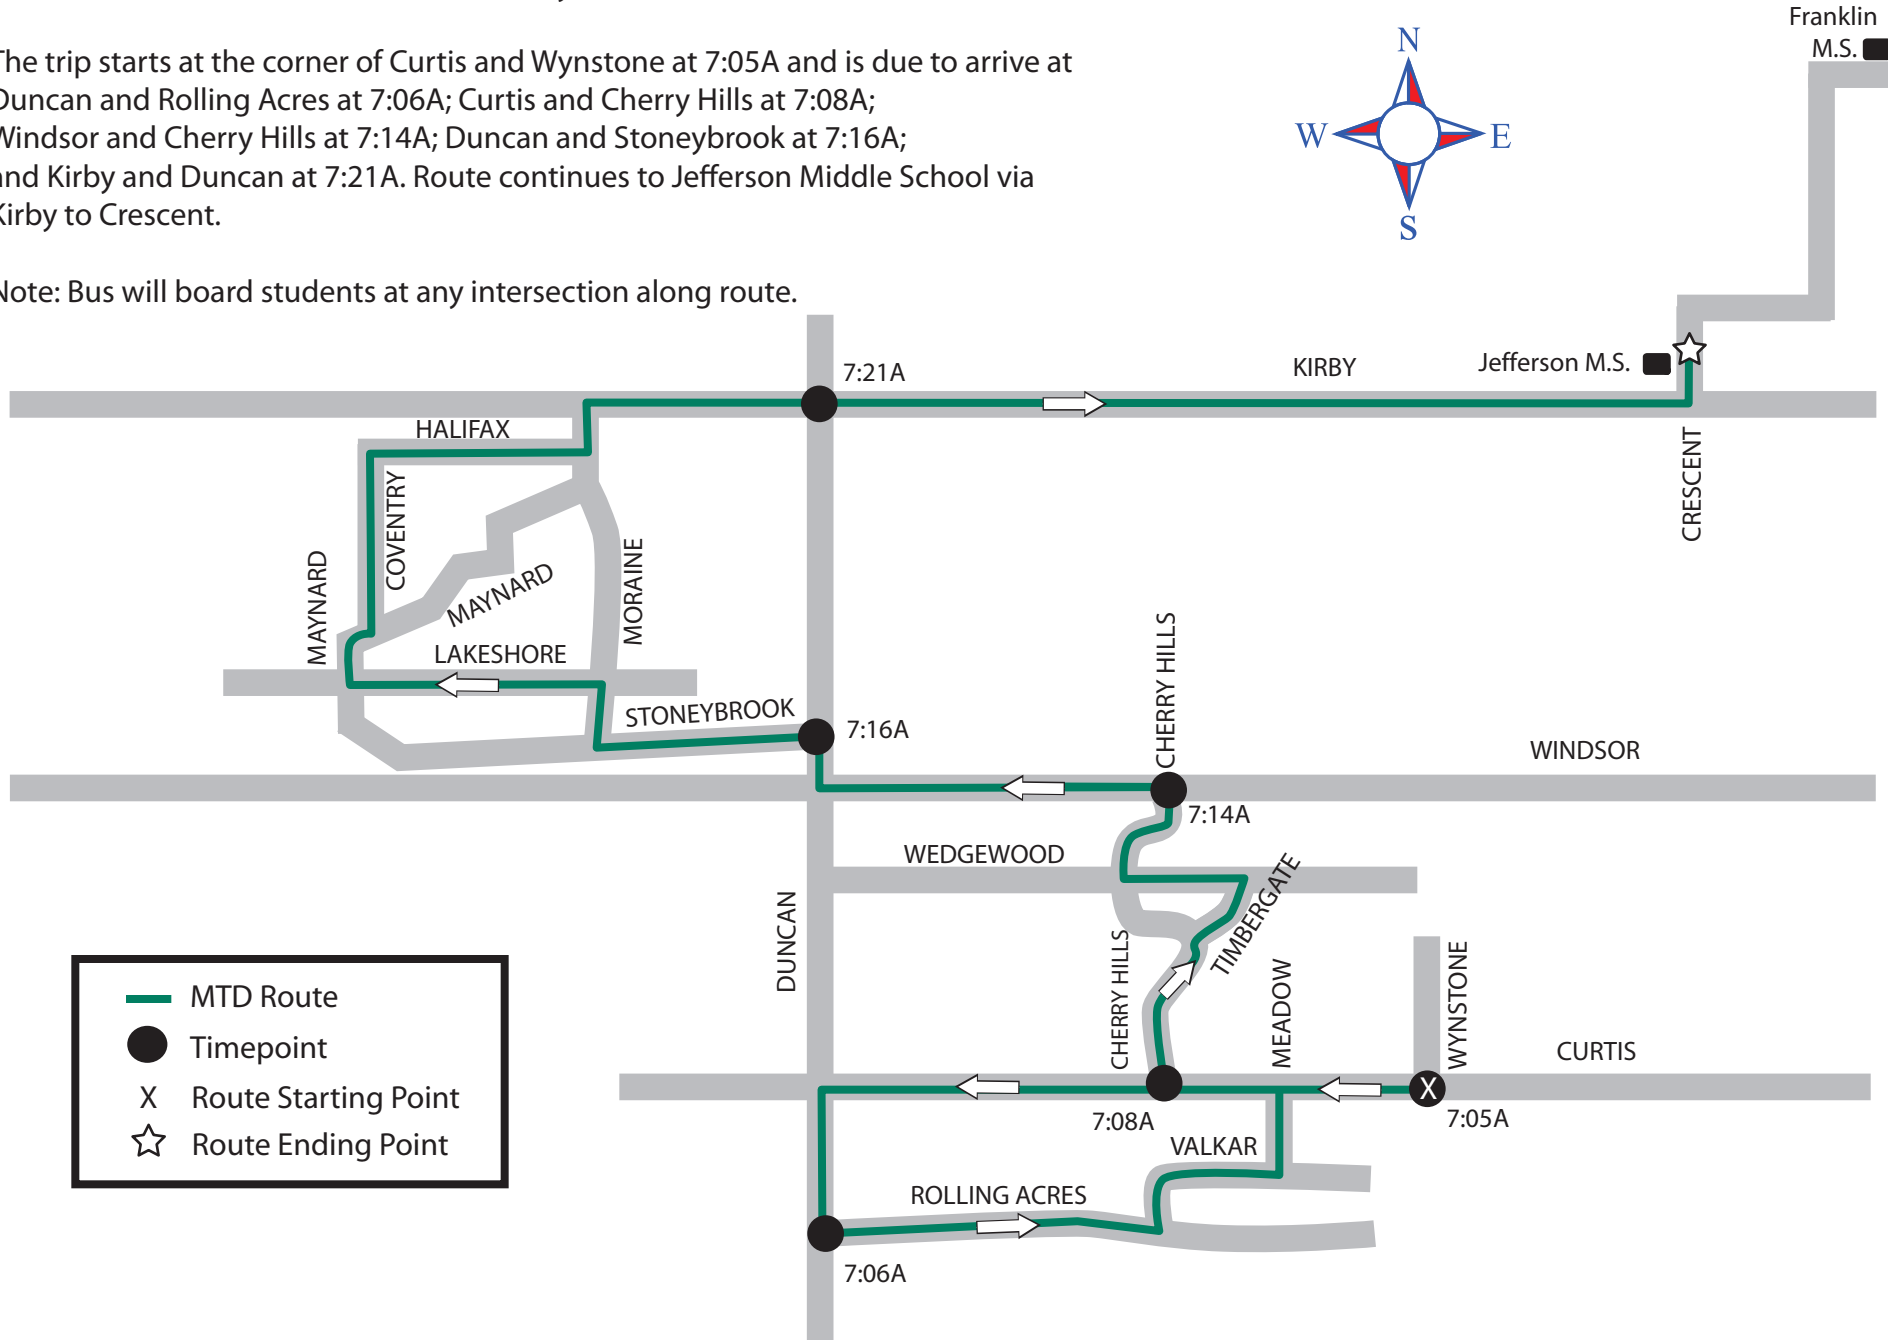 Franklin
M.S.
The trip starts at the corner of Curtis and Wynstone at 7:05A and is due to arrive at
Duncan and Rolling Acres at 7:06A; Curtis and Cherry Hills at 7:08A;
Windsor and Cherry Hills at 7:14A; Duncan and Stoneybrook at 7:16A;
and Kirby and Duncan at 7:21A. Route continues to Jefferson Middle School via
Kirby to Crescent.
Note: Bus will board students at any intersection along route.
N
W
E
S
7:21A
KIRBY
Jefferson M.S.
HALIFAX
CRESCENT
COVENTRY
MAYNARD
MAYNARD
MORAINE
LAKESHORE
CHERRY HILLS
STONEYBROOK
7:16A
WINDSOR
7:14A
WEDGEWOOD
TIMBERGATE
DUNCAN
CHERRY HILLS
MEADOW
WYNSTONE
CURTIS
X
7:05A
7:08A
VALKAR
ROLLING ACRES
7:06A
MTD Route
Timepoint
X Route Starting Point
Route Ending Point